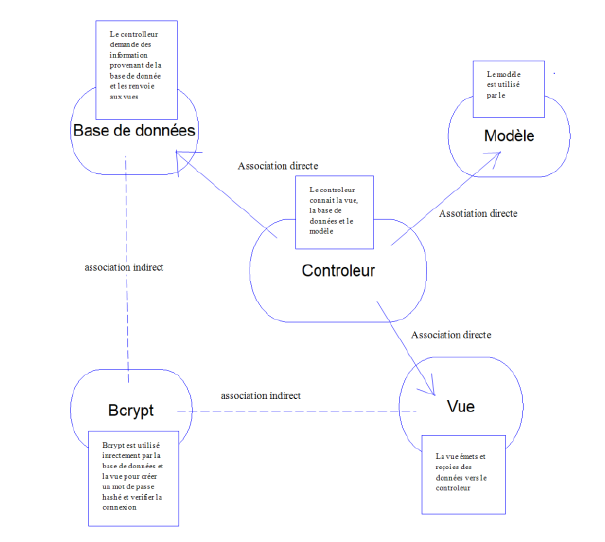 Le controlleur
demande des
information
provenant de la
base de donnée
et les renvoie
aux vues
Base de données
Le modèle
est utilisé
par le
Modèle
Association directe
Le controleur
connait la vue,
la base de
données et le
modèle
Assotiation directe
Controleur
association indirect
Association directe
association indirect
Bcrypt
Vue
Bcrypt est utilisé
inrectement par la
base de données et
la vue pour créer
un mot de passe
hashé et verifier la
connexion
La vue émets et
reçoies des
données vers le
controleur